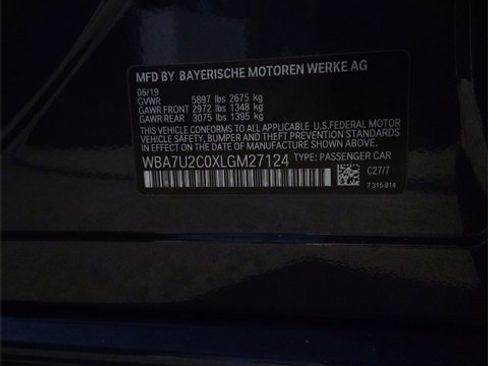 MFD BY BAYERISCHE MOTOREN WERKE AG
06/19
GVWR 5897 lbs 2675 kg
GAWR FRONT 2972 lbs 1348 kg
GAWR REAR 3075 lbs 1395 kg
THIS VEHICLE CONFORMS TO ALL APPLICABLE U.S.FEDERAL MOTOR
VEHICLE SAFETY, BUMPER, AND THEFT PREVENTION STANDARDS
IN EFFECT ON THE DATE OF MANUFACTURE SHOWN ABOVE.
WBA7U2C0XLGM27124 TYPE: PASSENGER CAR
C27/7
7 315 814